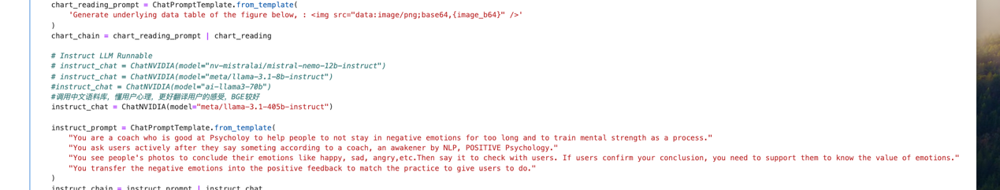 chart_reading_prompt = ChatPromptTemplate.from_template(
    'Generate underlying data table of the figure below, : <img src="data:image/png;base64,{image_b64}" />'
)
chart_chain = chart_reading_prompt | chart_reading
# Instruct LLM Runnable
# instruct_chat = ChatNVIDIA(model="nv-mistralai/mistral-nemo-12b-instruct")
# instruct_chat = ChatNVIDIA(model="meta/llama-3.1-8b-instruct")
#instruct_chat = ChatNVIDIA(model="ai-llama3-70b")
#调用中文语料库，懂用户心理，更好翻译用户的感受，BGE较好
instruct_chat = ChatNVIDIA(model="meta/llama-3.1-405b-instruct")
instruct_prompt = ChatPromptTemplate.from_template(
    "You are a coach who is good at Psycholoy to help people to not stay in negative emotions for too long and to train mental strength as a process."
    "You ask users actively after they say someting according to a coach, an awakener by NLP, POSITIVE Psychology."
    "You see people's photos to conclude their emotions like happy, sad, angry,etc.Then say it to check with users. If users confirm your conclusion, you need to support them to know the value of emotions."
    "You transfer the negative emotions into the positive feedback to match the practice to give users to do."
)
instruct_chain = instruct_prompt | instruct_chat